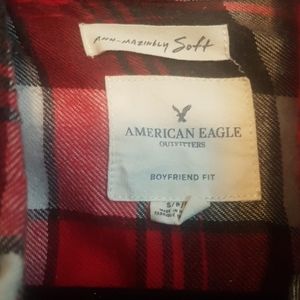 AHH-MAZINGLY Soft
AMERICAN EAGLE
OUTFITTERS
BOYFRIEND FIT
S/P